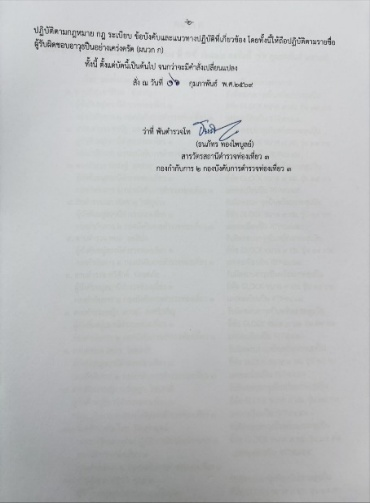 -๒-
ปฏิบัติตามกฎหมาย กฎ ระเบียบ ข้อบังคับและแนวทางปฏิบัติที่เกี่ยวข้อง โดยทั้งนี้ให้ถือปฏิบัติตามรายชื่อ
ผู้รับผิดชอบอาวุธปืนอย่างเคร่งครัด (ผนวก ก)
ทั้งนี้ ตั้งแต่บัดนี้เป็นต้นไป จนกว่าจะมีคำสั่งเปลี่ยนแปลง
สั่ง ณ วันที่ ๑๖ กุมภาพันธ์ พ.ศ.๒๕๖๙
ว่าที่ พันตำรวจโท
(ธนภัทร ทองไพบูลย์)
สารวัตรสถานีตำรวจท่องเที่ยว ๓
กองกำกับการ ๒ กองบังคับการตำรวจท่องเที่ยว ๓